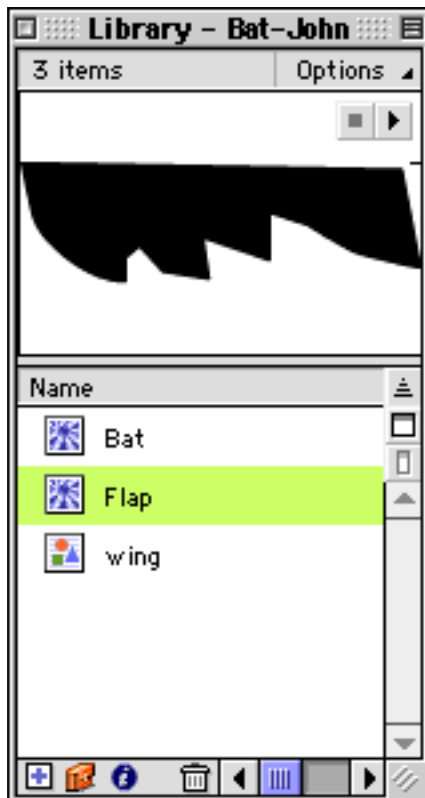 Library - Bat-John
3 items
Options
Name
Bat
Flap
wing